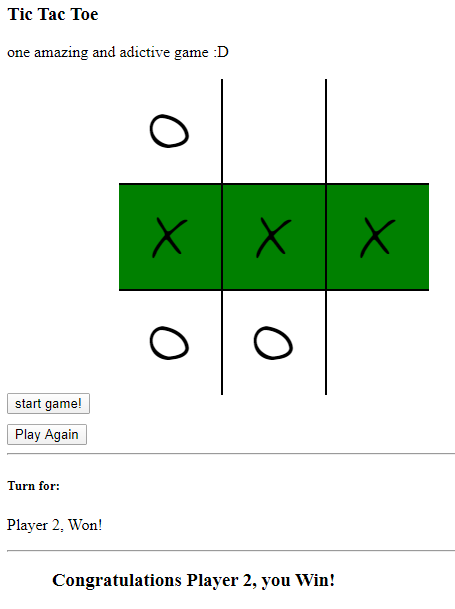 Tic Tac Toe
one amazing and adictive game :D
O
X X X
O O
start game!
Play Again
Turn for:
Player 2, Won!
Congratulations Player 2, you Win!